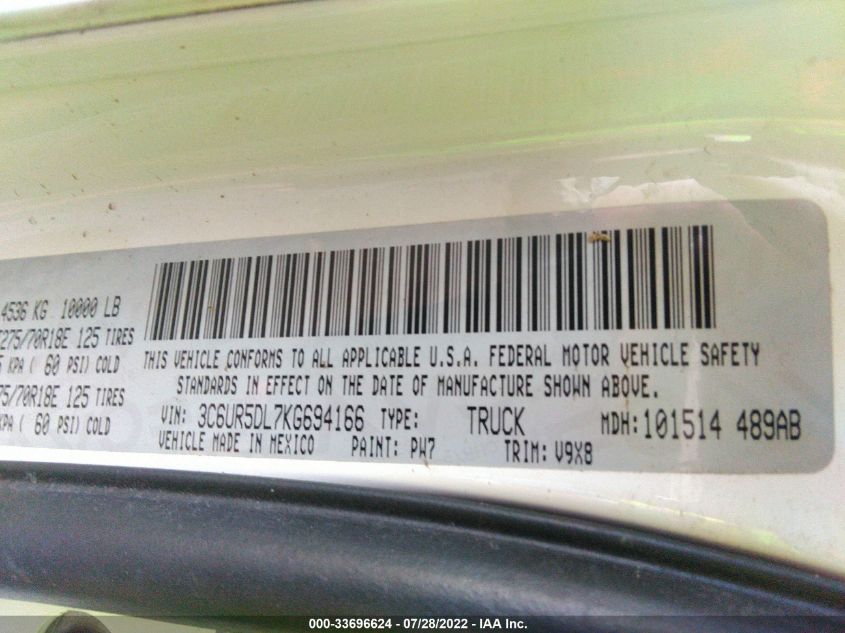 4536 KG 10000 LB
275/70R18E 125 TIRES
KPA ( 60 PSI) COLD
75/70R18E 125 TIRES
KPA ( 60 PSI) COLD
THIS VEHICLE CONFORMS TO ALL APPLICABLE U.S.A. FEDERAL MOTOR VEHICLE SAFETY
STANDARDS IN EFFECT ON THE DATE OF MANUFACTURE SHOWN ABOVE.
VIN: 3C6UR5DL7KG694166 TYPE: TRUCK MDH:101514 489AB
VEHICLE MADE IN MEXICO PAINT: PW7 TRIM: V9X8
000-33696624 / 07/28/2022 - IAA Inc.